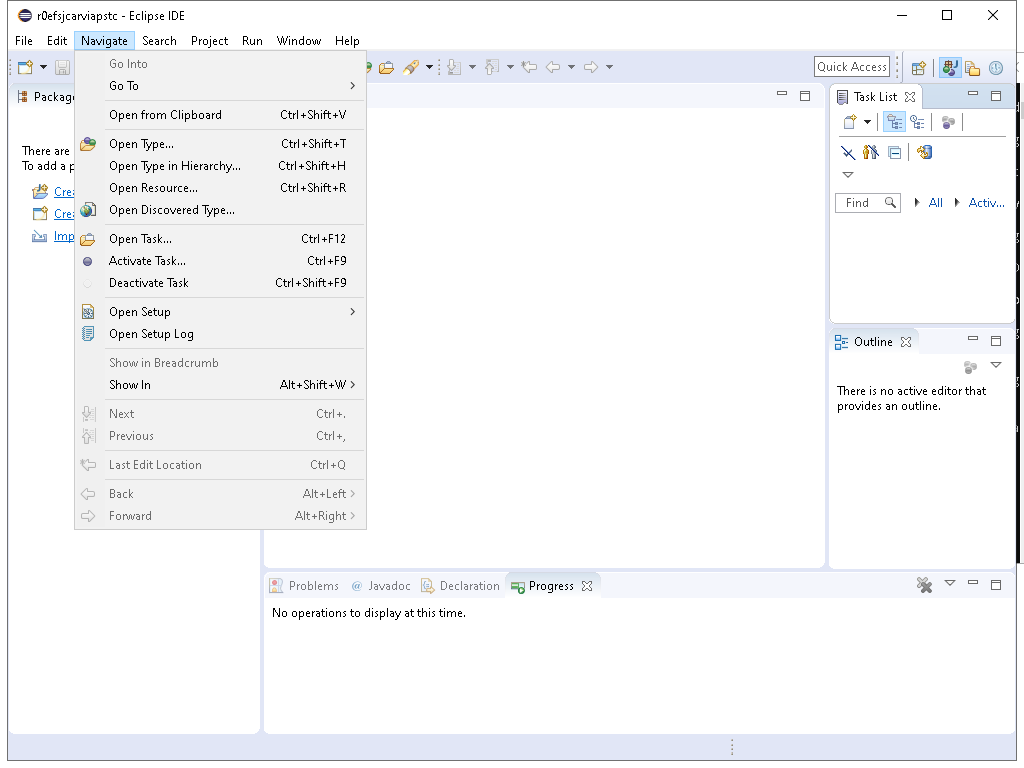 r0efsjcarviapstc - Eclipse IDE
File Edit Navigate Search Project Run Window Help
Quick Access
Go Into
Go To
Open from Clipboard Ctrl+Shift+V
Open Type... Ctrl+Shift+T
Open Type in Hierarchy... Ctrl+Shift+H
Open Resource... Ctrl+Shift+R
Open Discovered Type...
Open Task... Ctrl+F12
Activate Task... Ctrl+F9
Deactivate Task Ctrl+Shift+F9
Open Setup
Open Setup Log
Show in Breadcrumb
Show In Alt+Shift+W
Next Ctrl+.
Previous Ctrl+,
Last Edit Location Ctrl+Q
Back Alt+Left
Forward Alt+Right
Package
There are
To add a p
Crea
Crea
Imp
Task List
Find All Activ...
Outline
There is no active editor that
provides an outline.
Problems @ Javadoc Declaration Progress
No operations to display at this time.